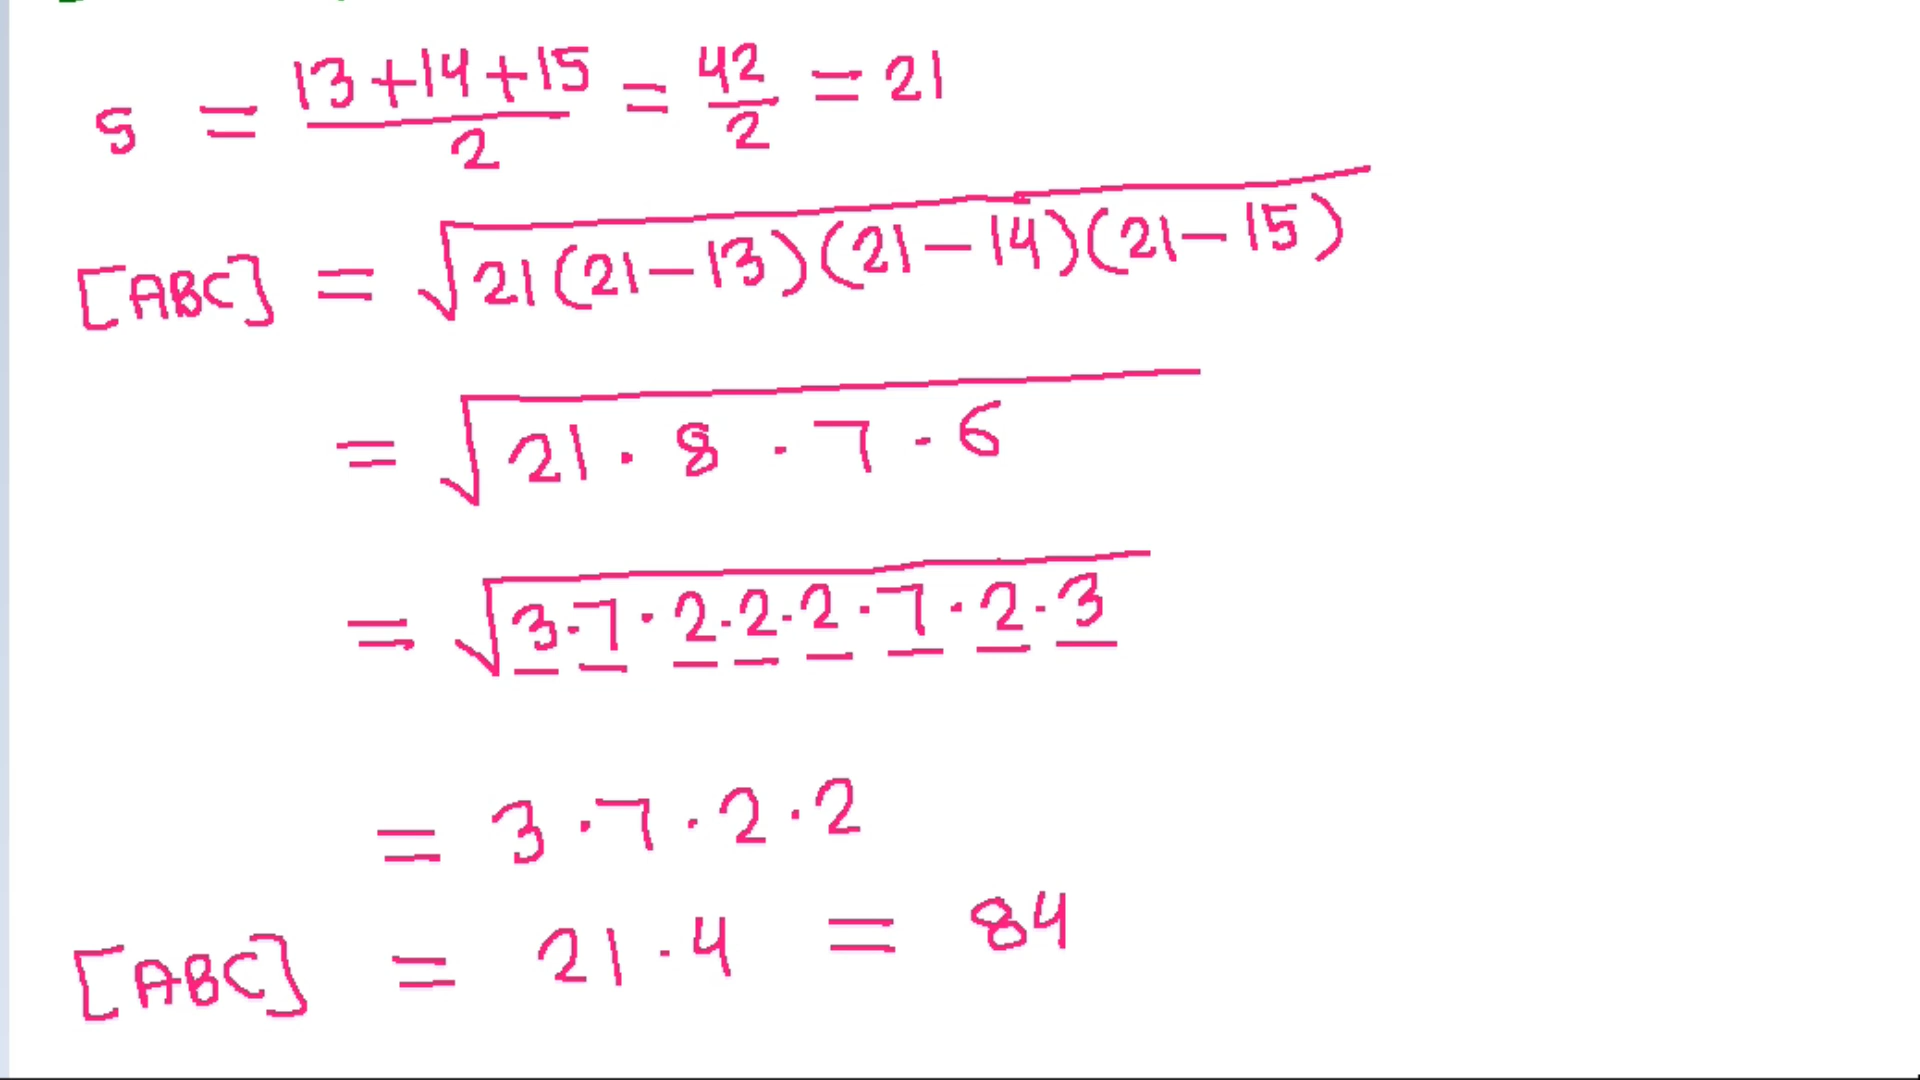 s = (13+14+15)/2 = 42/2 = 21
[ABC] = √(21(21-13)(21-14)(21-15))
= √(21·8·7·6)
= √(3·7·2·2·2·7·2·3)
= 3·7·2·2
[ABC] = 21·4 = 84